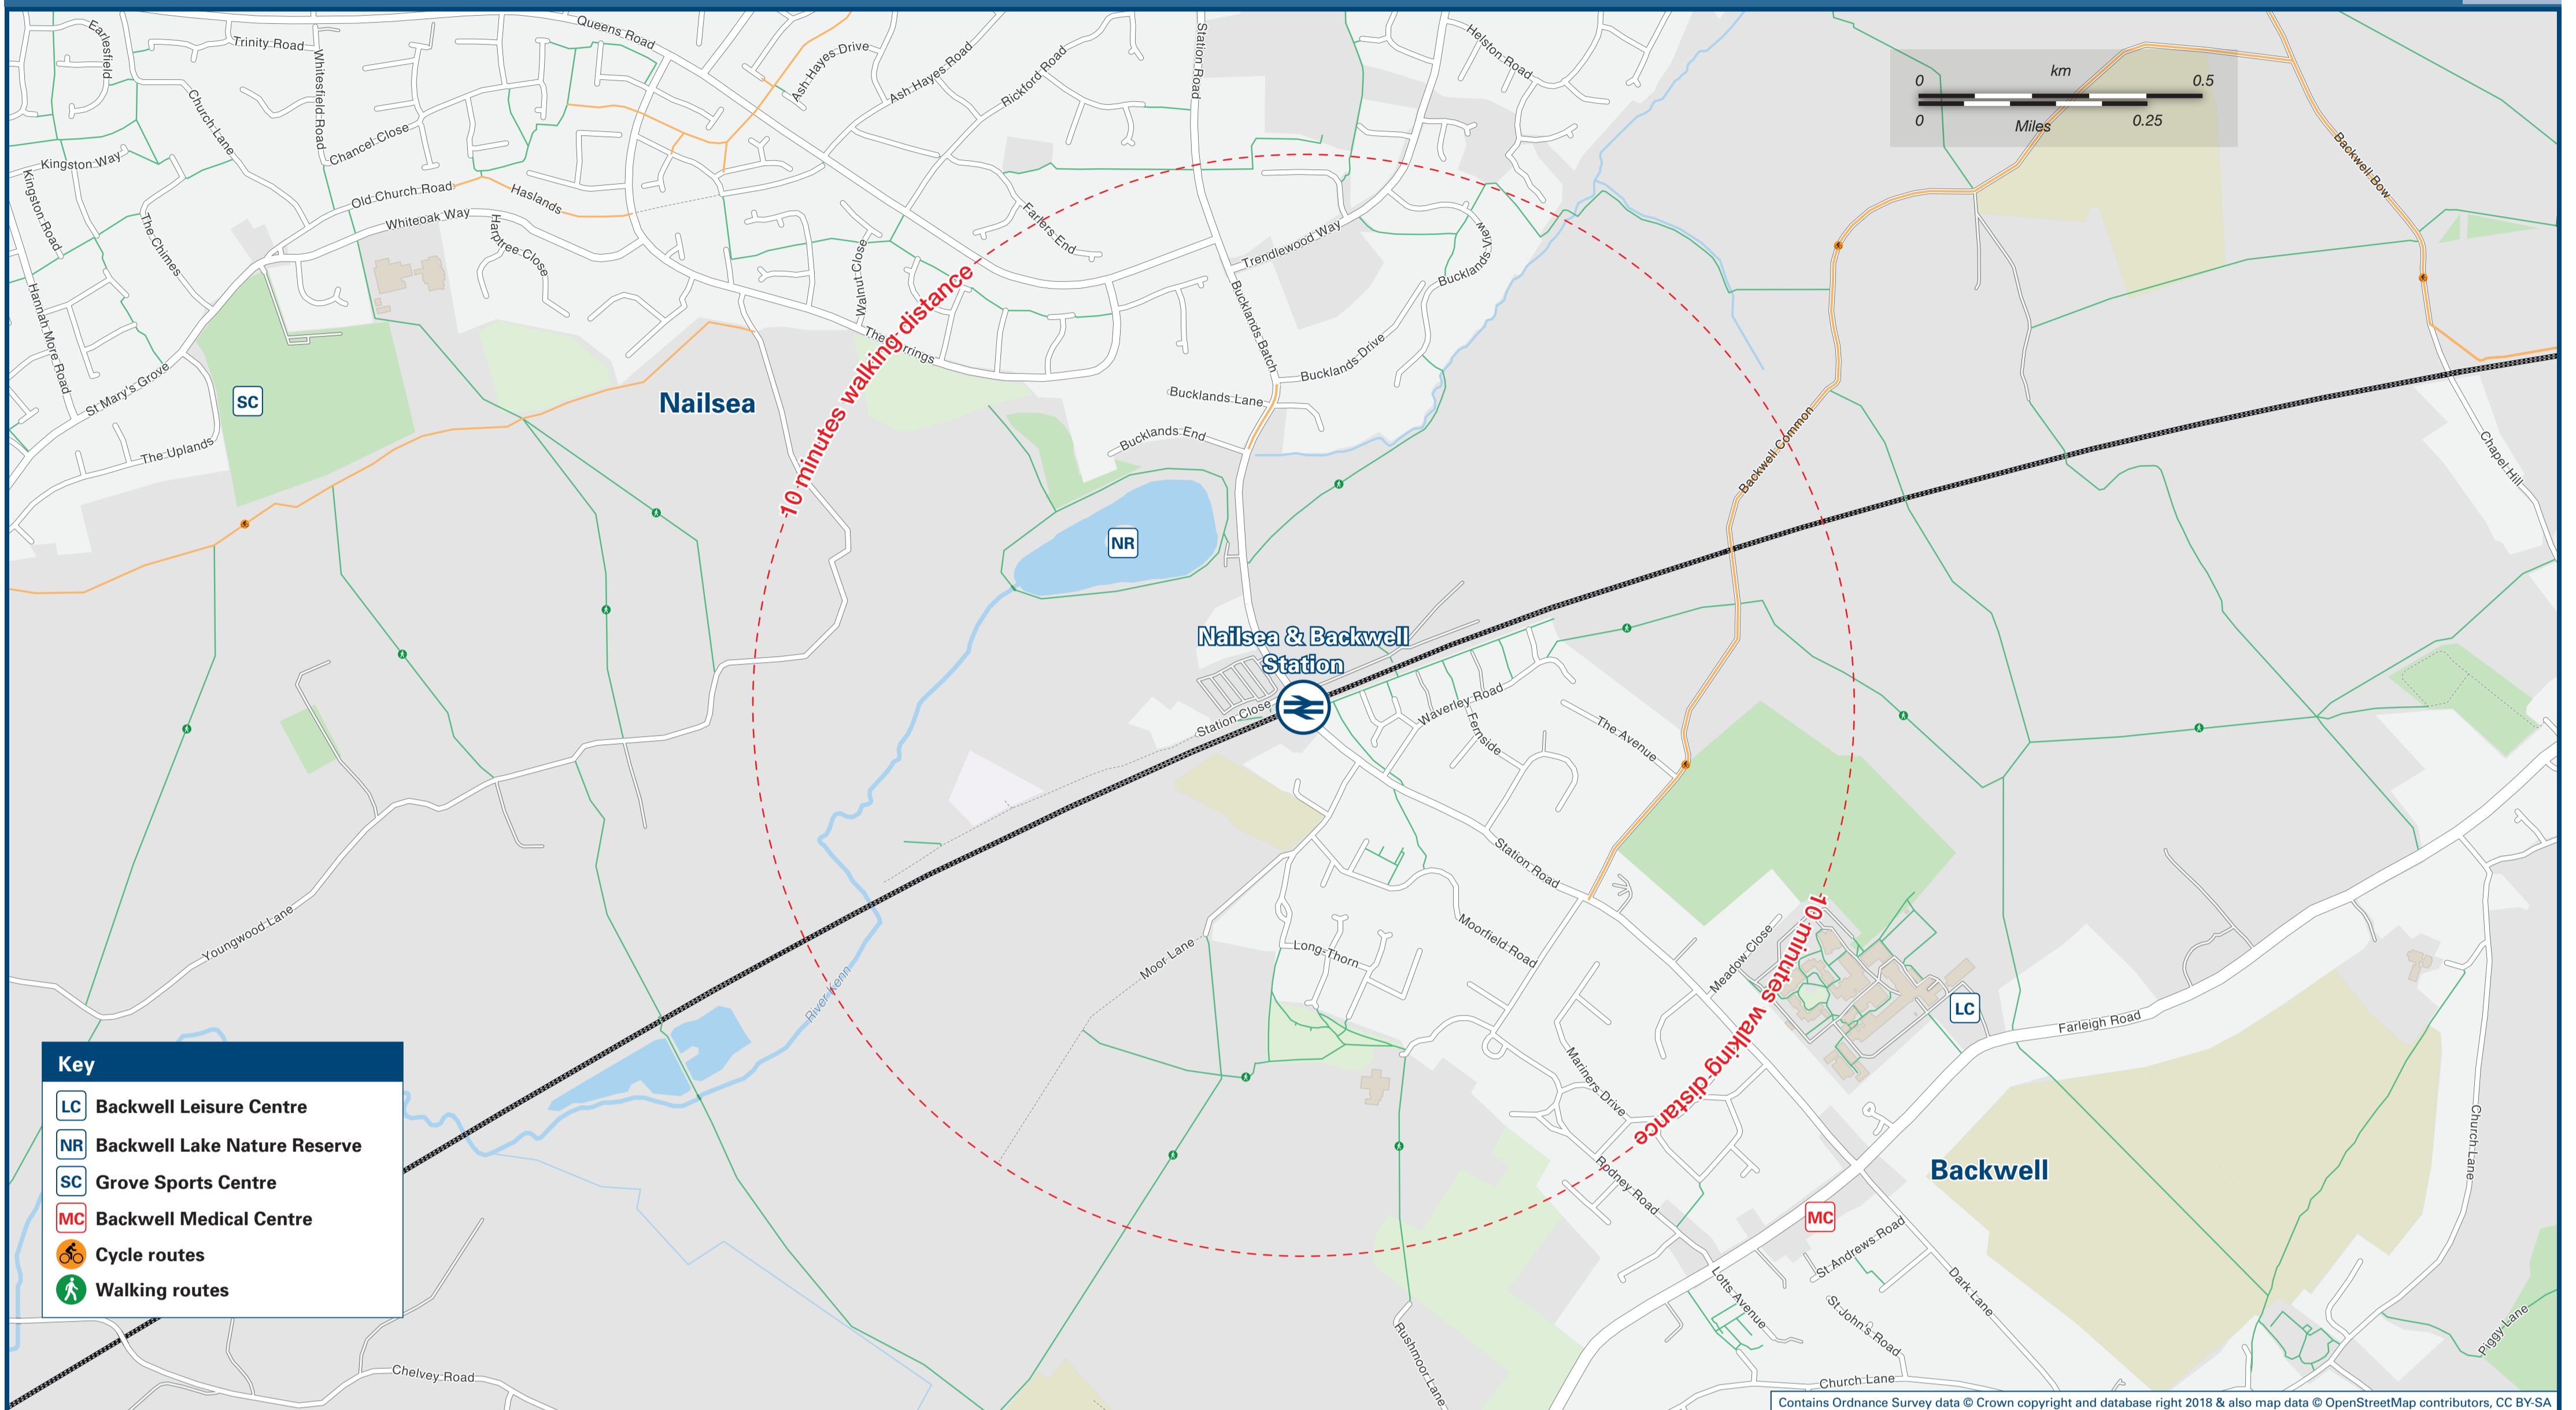 Earlesfield
Trinity Road
Whitesfield Road
Queens Road
Ash Hayes Drive
Ash Hayes Road
Rickford Road
Station Road
Helston Road
km
0
0.5
0
0.25
Miles
Backwell Bow
Church Lane
Chancel Close
Kingston Way
Kingston Road
Old Church Road
Haslands
Whiteoak Way
Harptree Close
The Chimes
Hannah More Road
St Mary's Grove
The Uplands
SC
Nailsea
Walnut Close
The Perrings
Farlers End
Trendlewood Way
Bucklands View
Bucklands Batch
Bucklands Drive
Bucklands Lane
Bucklands End
10 minutes walking distance
NR
Backwell Common
Chapel Hill
Nailsea & Backwell
Station
Station Close
Waverley Road
Fernside
The Avenue
Station Road
Moorfield Road
Long Thorn
Moor Lane
Meadow Close
10 minutes walking distance
LC
Farleigh Road
Youngwood Lane
River Kenn
Mariners Drive
Rodney Road
Backwell
MC
St Andrews Road
Dark Lane
Lotts Avenue
St John's Road
Church Lane
Church Lane
Piggy Lane
Rushmoor Lane
Chelvey Road
Key
LC Backwell Leisure Centre
NR Backwell Lake Nature Reserve
SC Grove Sports Centre
MC Backwell Medical Centre
Cycle routes
Walking routes
Contains Ordnance Survey data © Crown copyright and database right 2018 & also map data © OpenStreetMap contributors, CC BY-SA